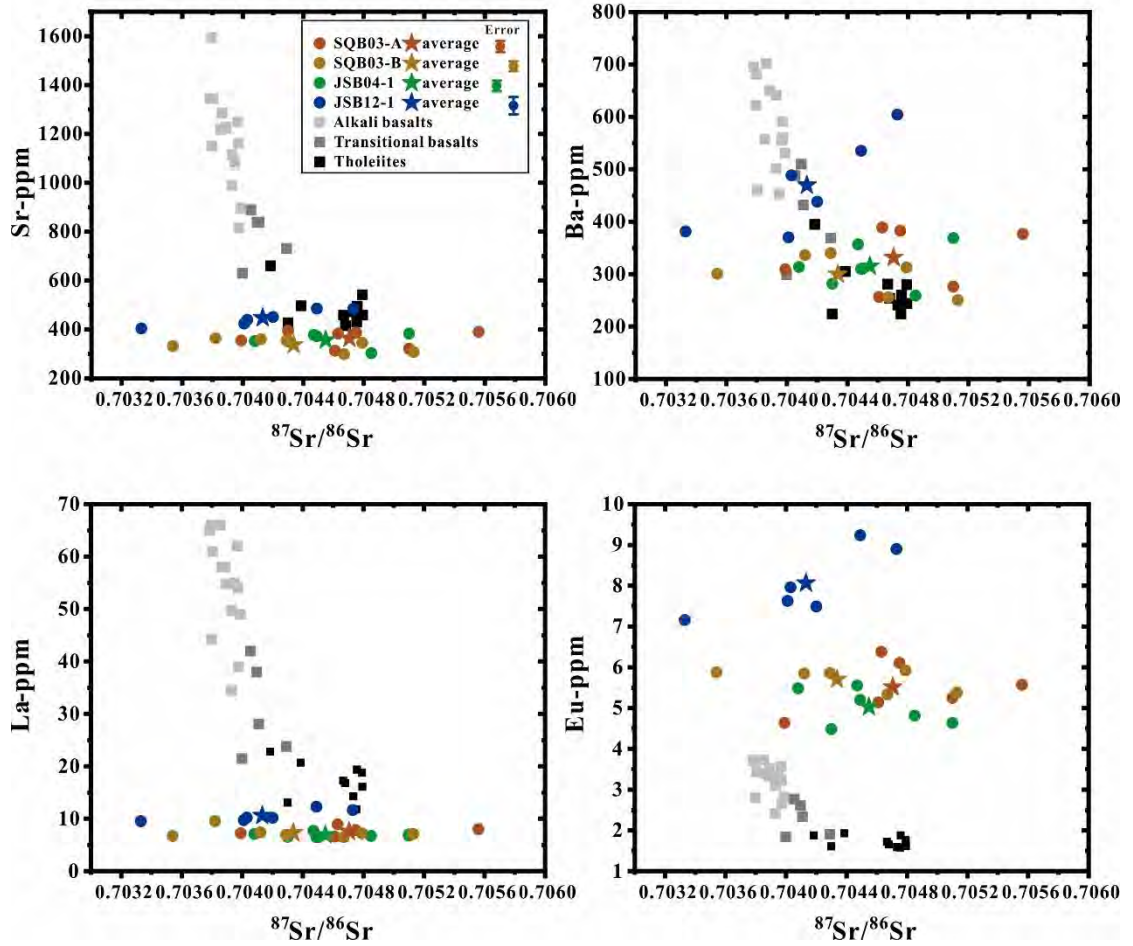 1600
1400
1200
1000
800
600
400
200
Sr-ppm
Error
SQB03-A average
SQB03-B average
JSB04-1 average
JSB12-1 average
Alkali basalts
Transitional basalts
Tholeiites
0.7032 0.7036 0.7040 0.7044 0.7048 0.7052 0.7056 0.7060
⁸⁷Sr/⁸⁶Sr
800
700
600
500
400
300
200
100
Ba-ppm
0.7032 0.7036 0.7040 0.7044 0.7048 0.7052 0.7056 0.7060
⁸⁷Sr/⁸⁶Sr
70
60
50
40
30
20
10
0
La-ppm
0.7032 0.7036 0.7040 0.7044 0.7048 0.7052 0.7056 0.7060
⁸⁷Sr/⁸⁶Sr
10
9
8
7
6
5
4
3
2
1
Eu-ppm
0.7032 0.7036 0.7040 0.7044 0.7048 0.7052 0.7056 0.7060
⁸⁷Sr/⁸⁶Sr